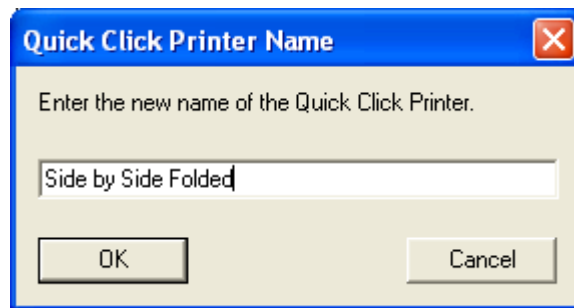 Quick Click Printer Name
Enter the new name of the Quick Click Printer.
Side by Side Folded
OK Cancel